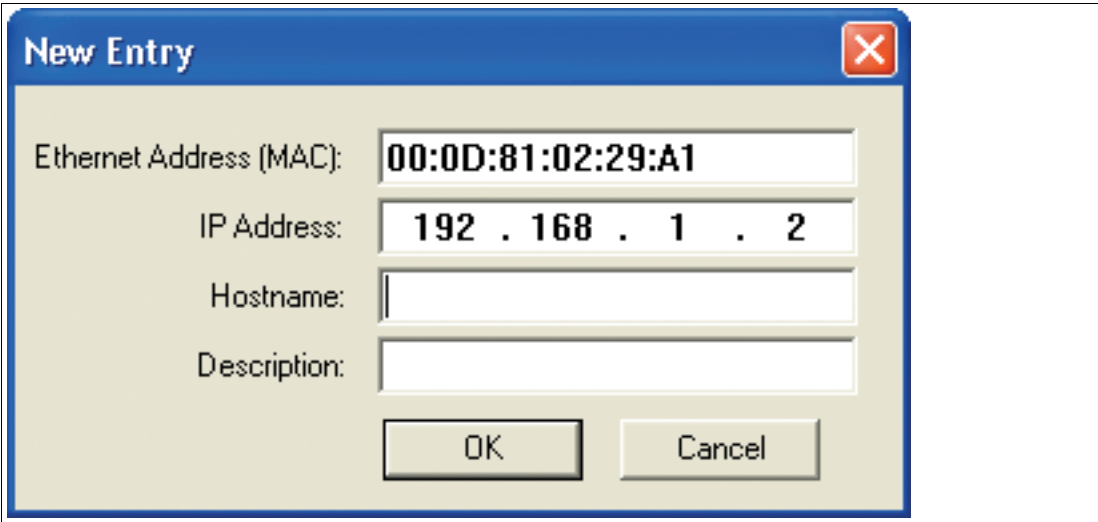 New Entry
Ethernet Address (MAC): 00:0D:81:02:29:A1
IP Address: 192 . 168 . 1 . 2
Hostname:
Description:
OK Cancel